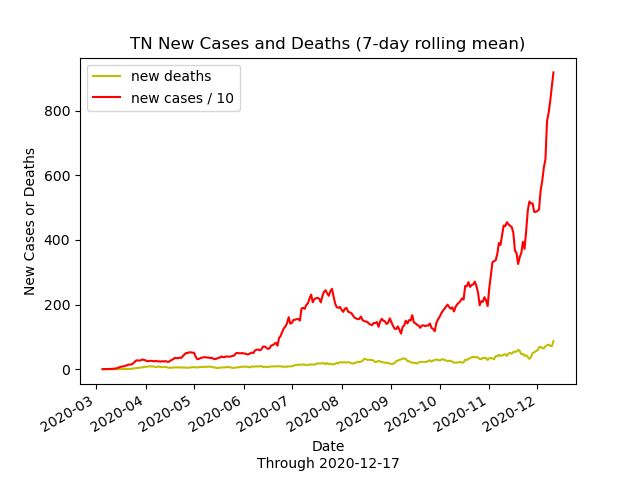 TN New Cases and Deaths (7-day rolling mean)
new deaths
new cases / 10
New Cases or Deaths
800
600
400
200
0
2020-03
2020-04
2020-05
2020-06
2020-07
2020-08
2020-09
2020-10
2020-11
2020-12
Date
Through 2020-12-17